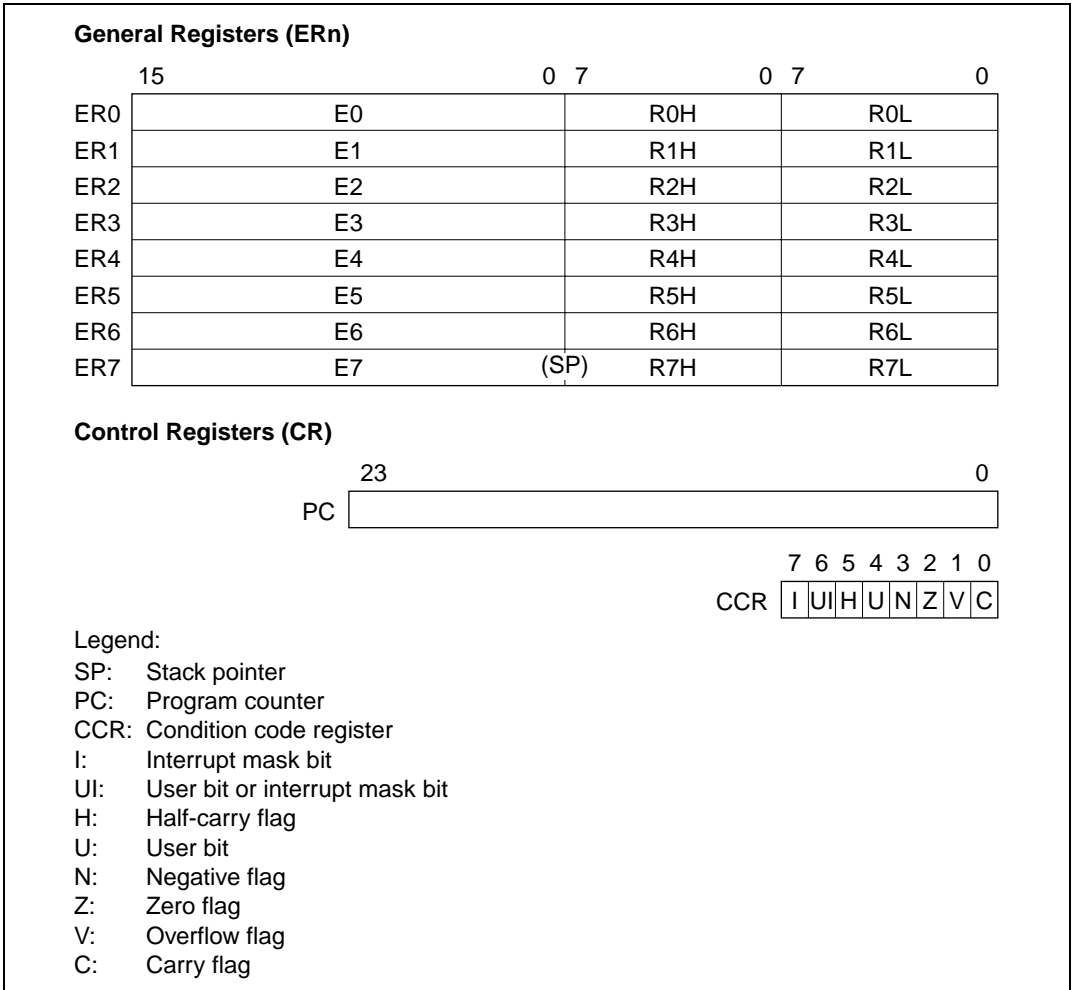 General Registers (ERn)
15 0 7 0 7 0
ER0 E0 R0H R0L
ER1 E1 R1H R1L
ER2 E2 R2H R2L
ER3 E3 R3H R3L
ER4 E4 R4H R4L
ER5 E5 R5H R5L
ER6 E6 R6H R6L
ER7 E7 (SP) R7H R7L
Control Registers (CR)
23 0
PC
7 6 5 4 3 2 1 0
CCR I UI H U N Z V C
Legend:
SP: Stack pointer
PC: Program counter
CCR: Condition code register
I: Interrupt mask bit
UI: User bit or interrupt mask bit
H: Half-carry flag
U: User bit
N: Negative flag
Z: Zero flag
V: Overflow flag
C: Carry flag